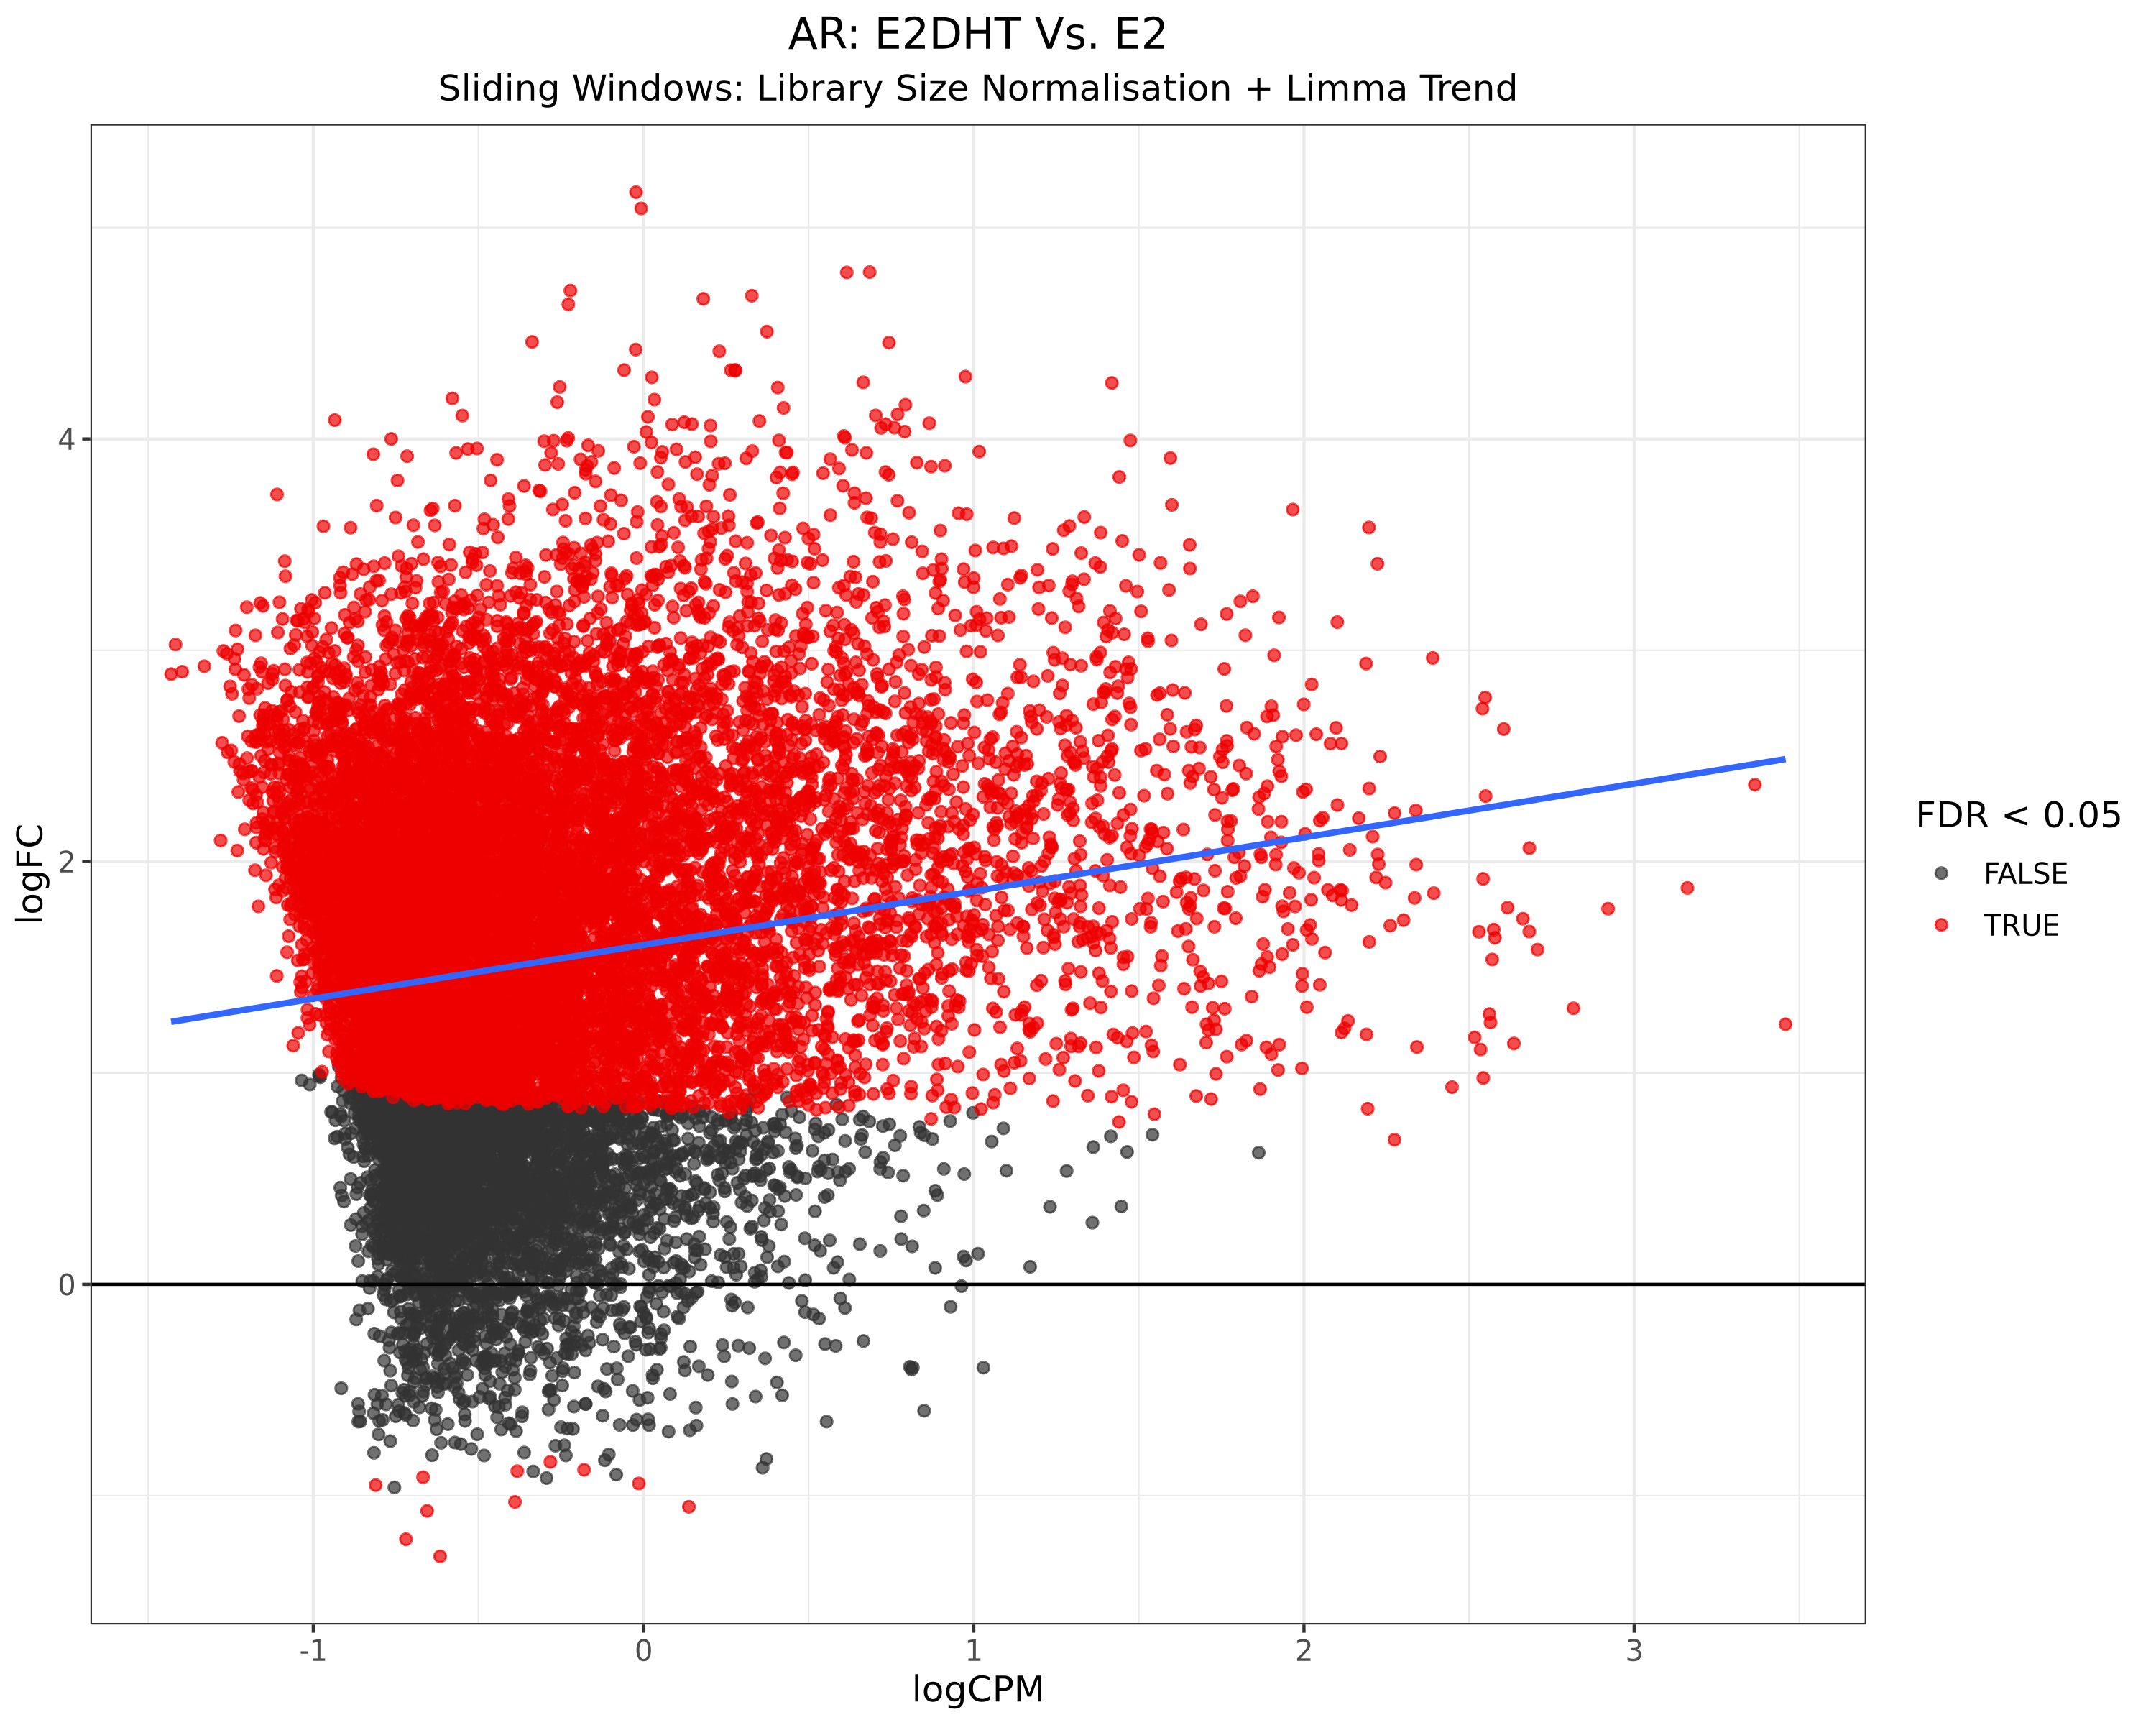 AR: E2DHT Vs. E2
Sliding Windows: Library Size Normalisation + Limma Trend
logFC
4
2
0
-1
0
1
2
3
logCPM
FDR < 0.05
FALSE
TRUE